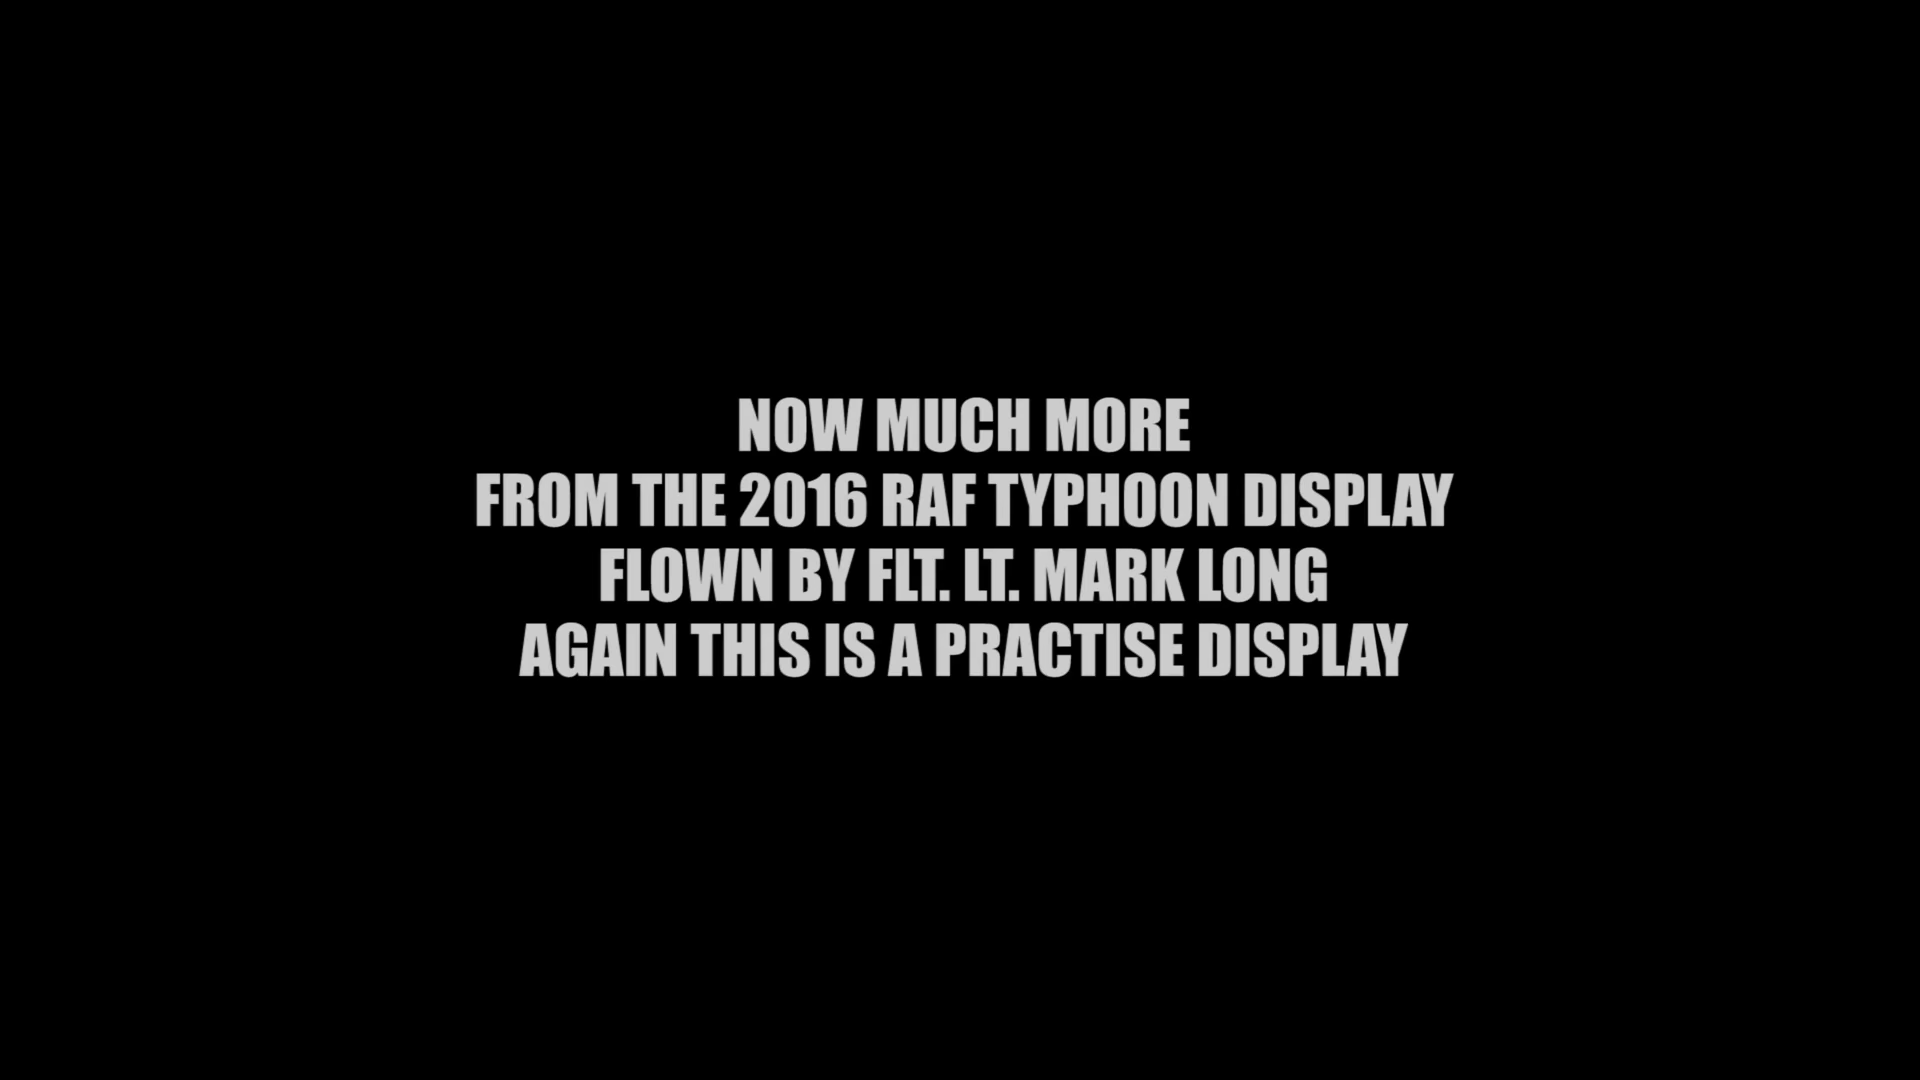 NOW MUCH MORE
FROM THE 2016 RAF TYPHOON DISPLAY
FLOWN BY FLT. LT. MARK LONG
AGAIN THIS IS A PRACTISE DISPLAY